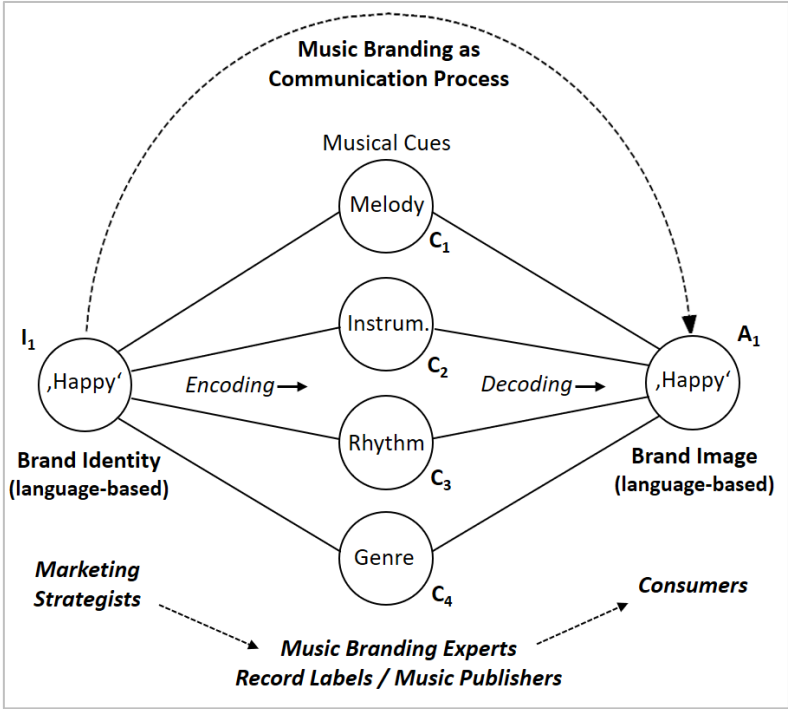 Music Branding as
Communication Process
Musical Cues
Melody
C1
I1
Instrum.
A1
C2
‚Happy‘
Encoding
Decoding
‚Happy‘
Rhythm
Brand Identity
(language-based)
C3
Brand Image
(language-based)
Genre
C4
Marketing
Strategists
Consumers
Music Branding Experts
Record Labels / Music Publishers